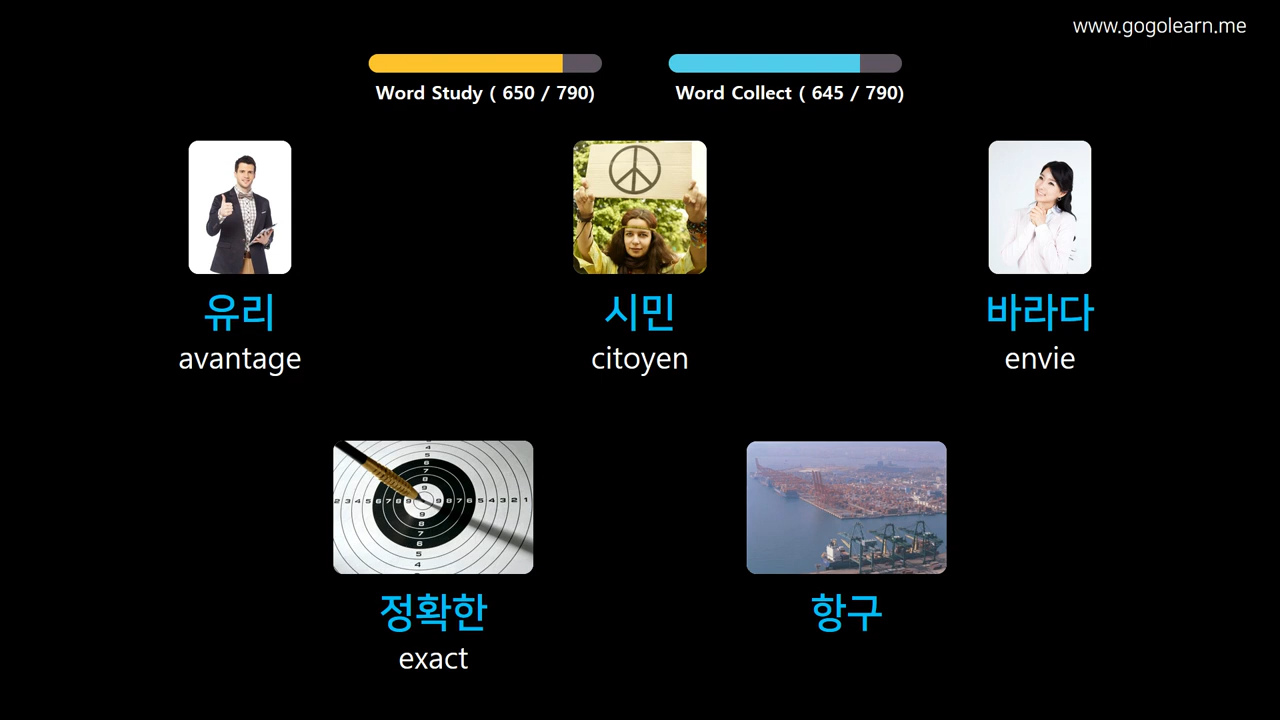 www.gogolearn.me
Word Study ( 650 / 790)
Word Collect ( 645 / 790)
유리
avantage
시민
citoyen
바라다
envie
정확한
exact
항구